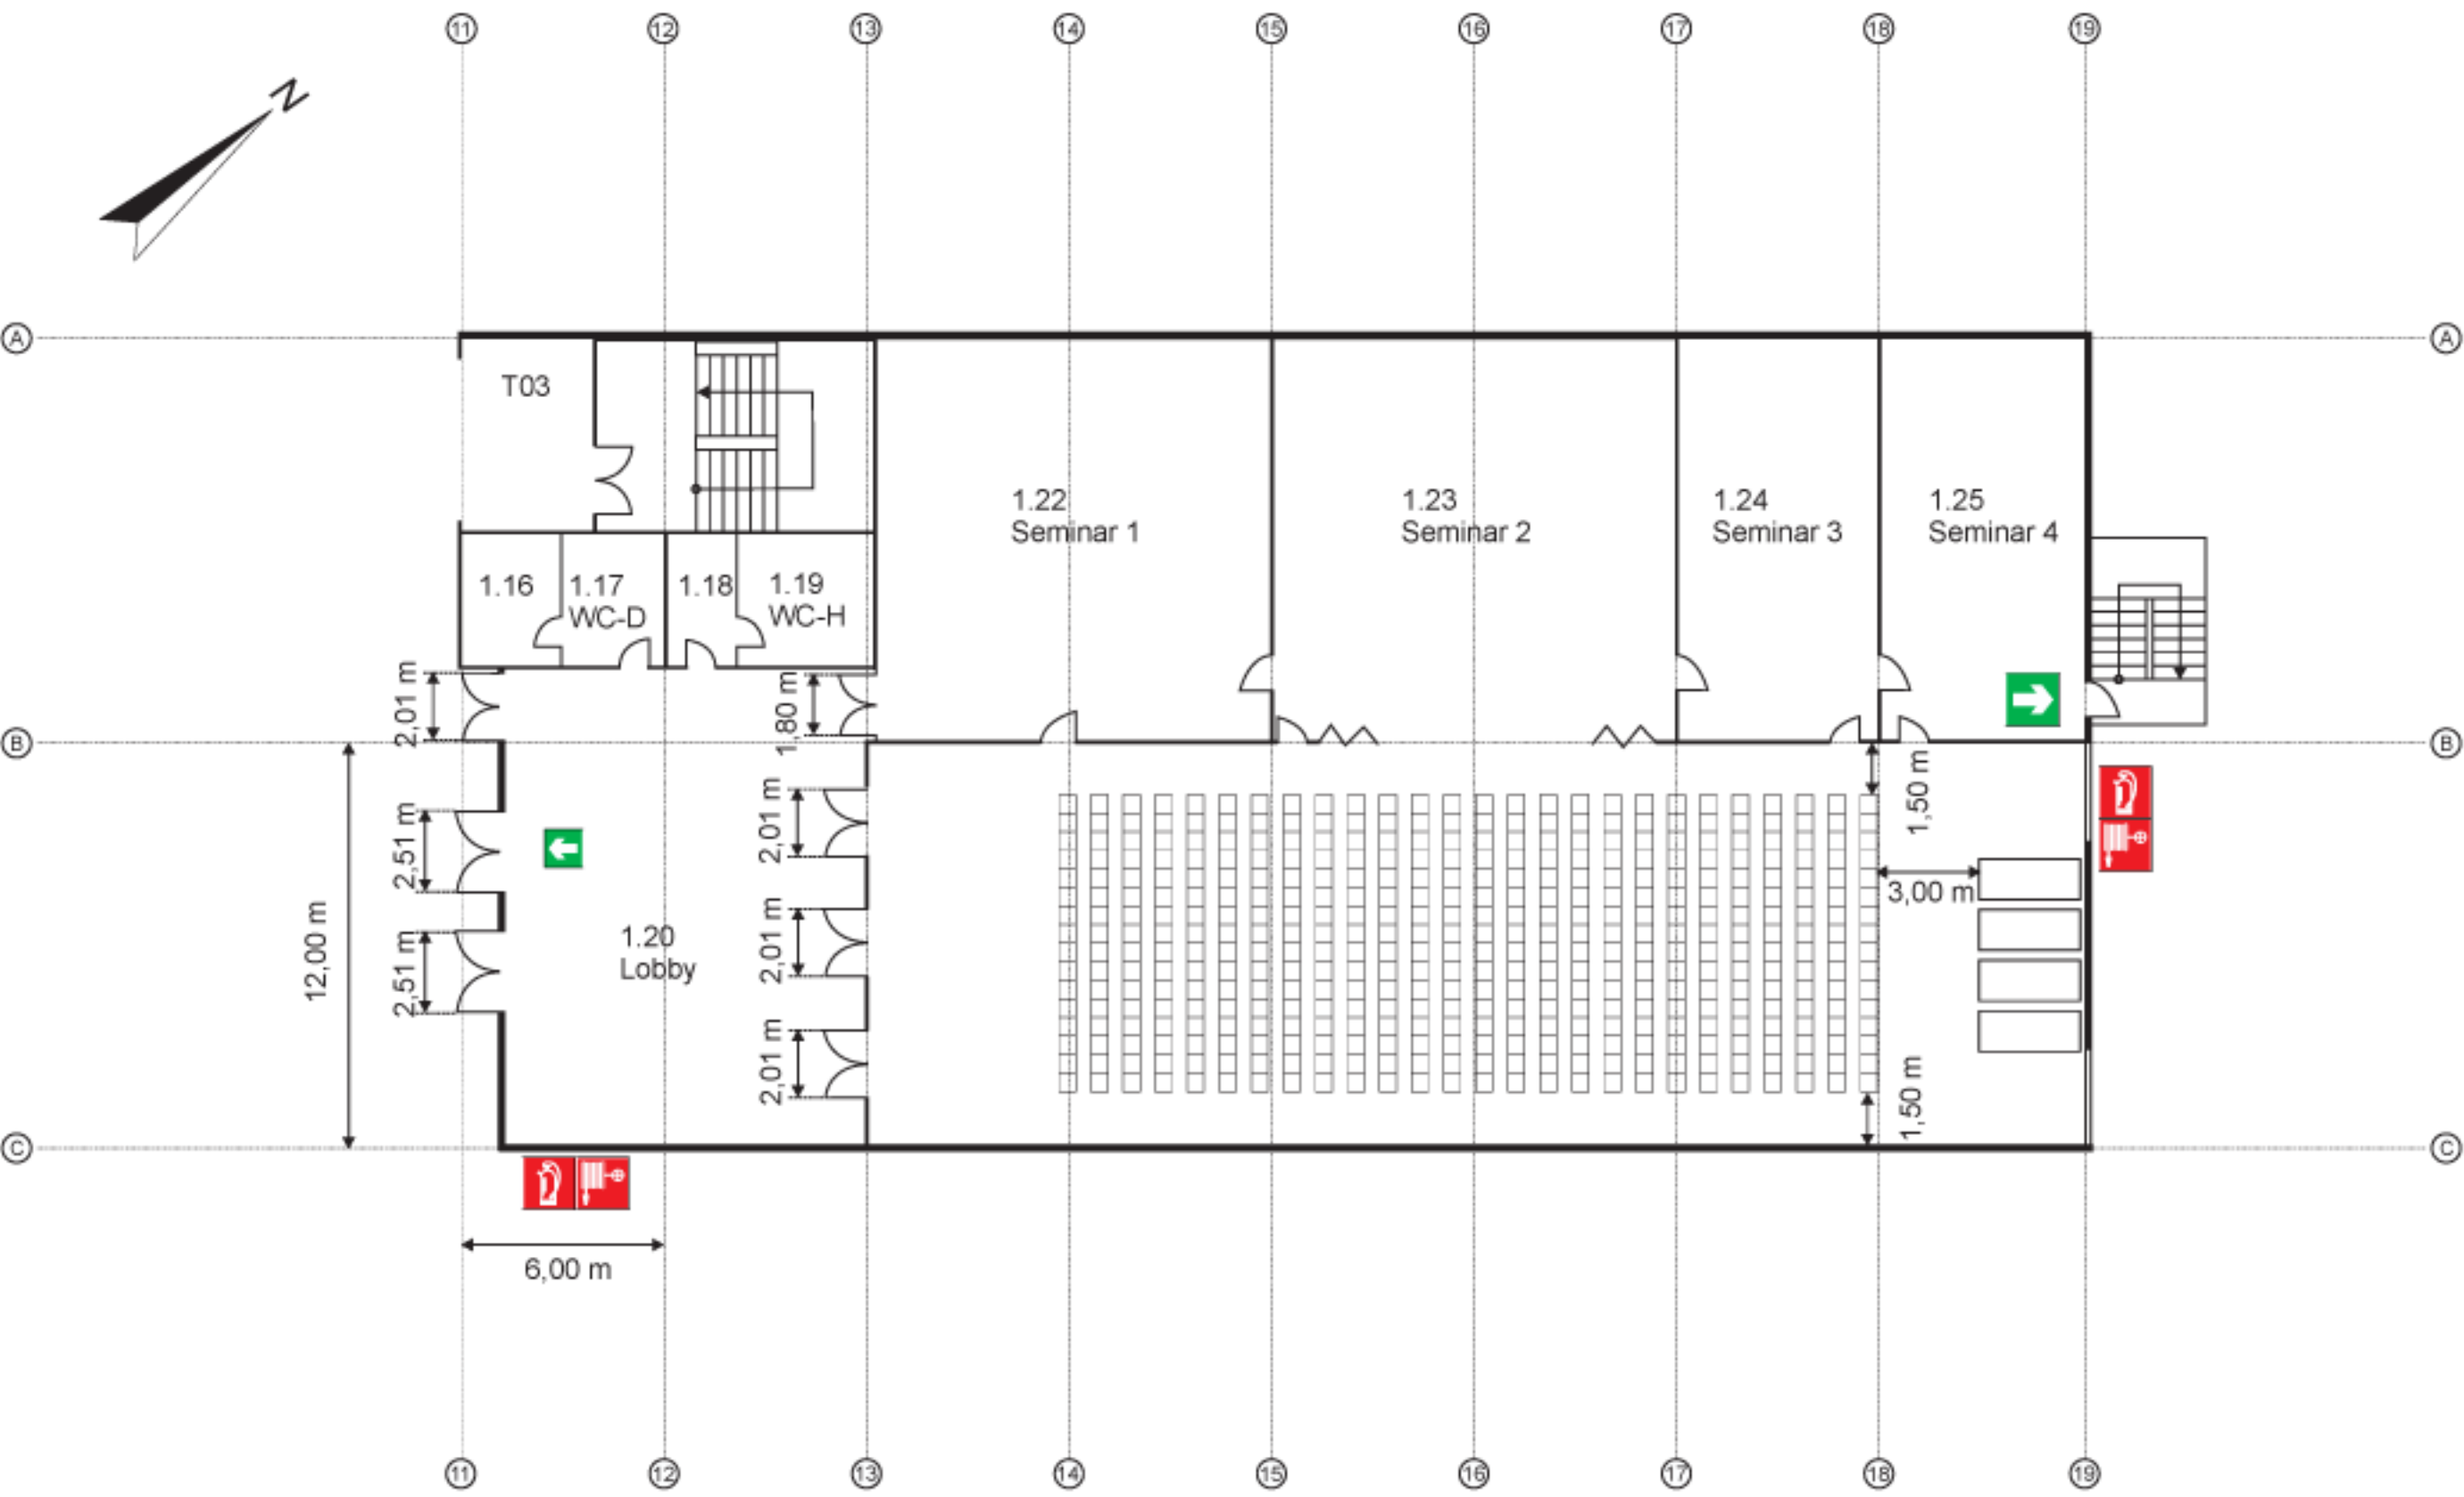 11 12 13 14 15 16 17 18 19
N
A A
T03
1.22
Seminar 1
1.23
Seminar 2
1.24
Seminar 3
1.25
Seminar 4
1.16
1.17
WC-D
1.18
1.19
WC-H
2,01 m
1,80 m
B B
2,01 m
1,50 m
2,51 m
3,00 m
12,00 m
1.20
Lobby
2,01 m
2,51 m
2,01 m
1,50 m
C C
6,00 m
11 12 13 14 15 16 17 18 19